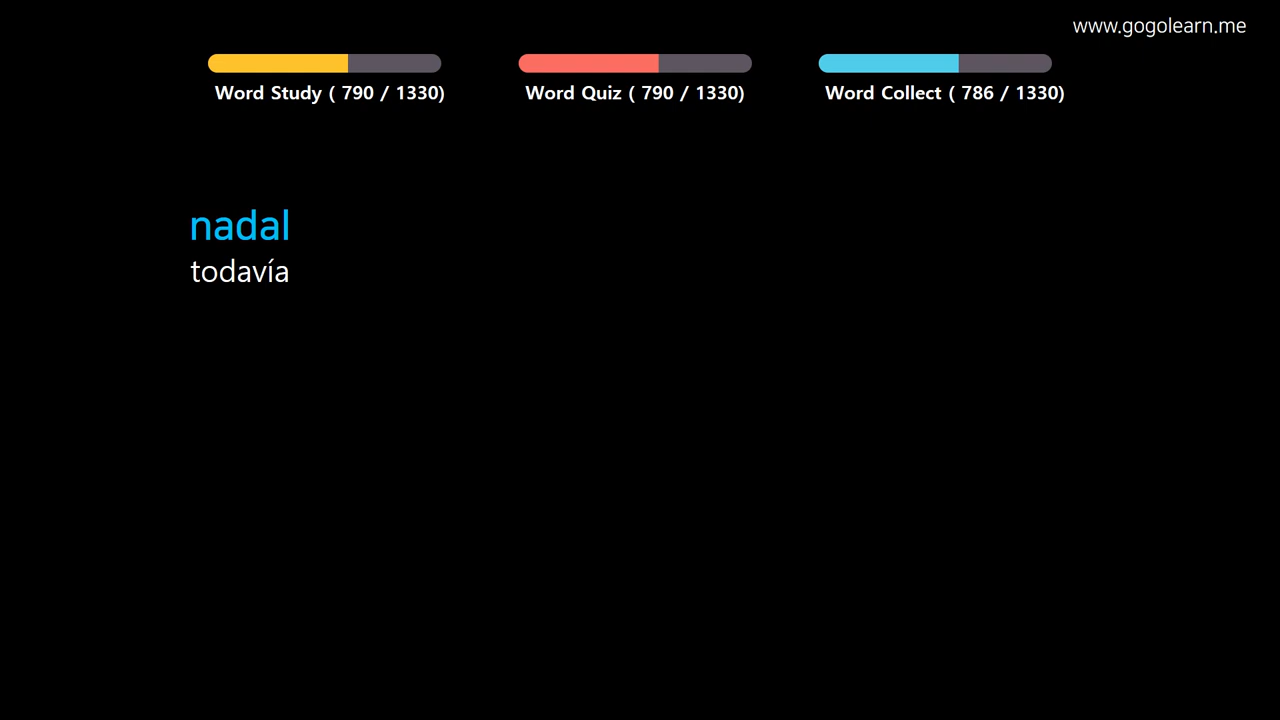 www.gogolearn.me
Word Study ( 790 / 1330)
Word Quiz ( 790 / 1330)
Word Collect ( 786 / 1330)
nadal
todavía